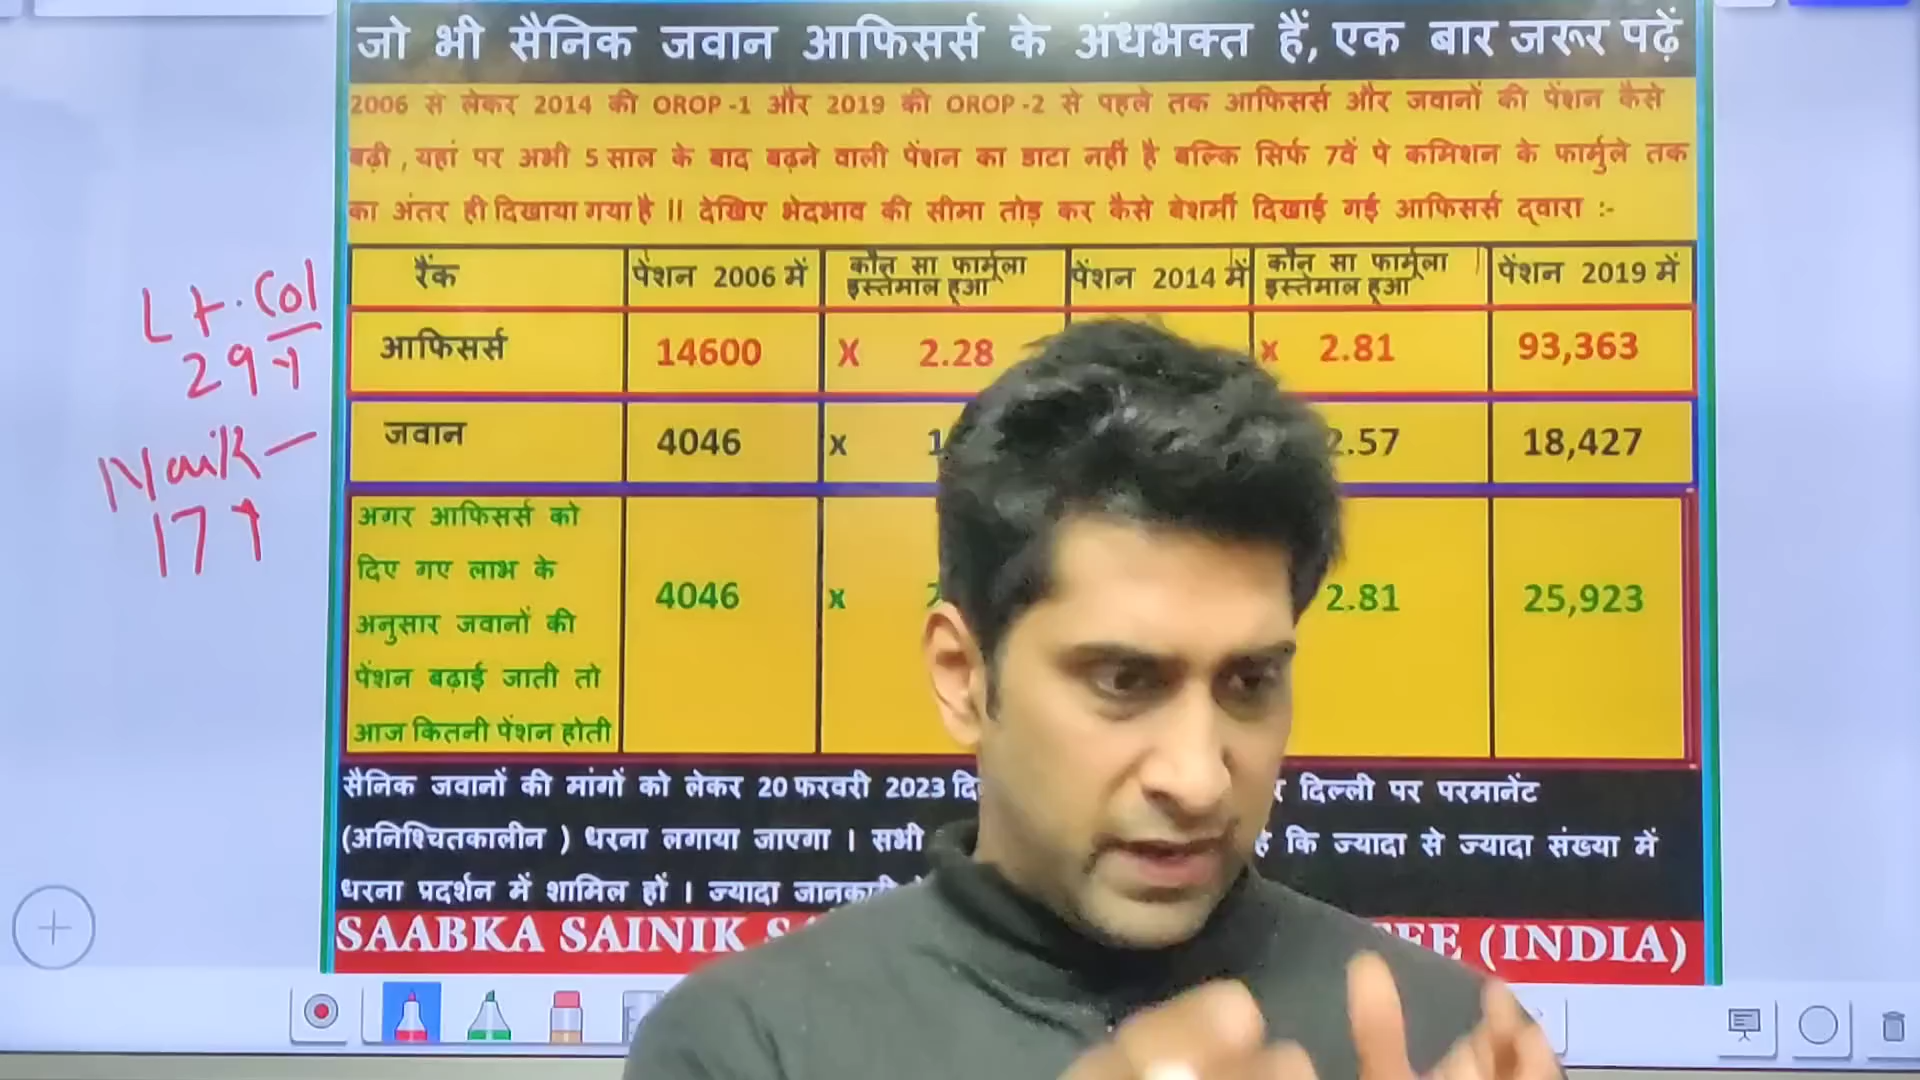 जो भी सैनिक जवान आफिसर्स के अंधभक्त हैं, एक बार जरूर पढ़ें
2006 से लेकर 2014 की OROP -1 और 2019 की OROP -2 से पहले तक आफिसर्स और जवानों की पेंशन कैसे
बढ़ी , यहां पर अभी 5 साल के बाद बढ़ने वाली पेंशन का डाटा नहीं है बल्कि सिर्फ 7वें पे कमिशन के फार्मुले तक
का अंतर ही दिखाया गया है ।। देखिए भेदभाव की सीमा तोड़ कर कैसे बेशर्मी दिखाई गई आफिसर्स द्वारा :-
रैंक पेंशन 2006 में कौन सा फार्मूला इस्तेमाल हुआ पेंशन 2014 में कौन सा फार्मूला इस्तेमाल हुआ पेंशन 2019 में
आफिसर्स 14600 X 2.28 x 2.81 93,363
जवान 4046 x 2.57 18,427
अगर आफिसर्स को
दिए गए लाभ के
अनुसार जवानों की
पेंशन बढ़ाई जाती तो
आज कितनी पेंशन होती
4046 x 2.81 25,923
सैनिक जवानों की मांगों को लेकर 20 फरवरी 2023 दिल्ली पर परमानेंट
(अनिश्चितकालीन ) धरना लगाया जाएगा । सभी है कि ज्यादा से ज्यादा संख्या में
धरना प्रदर्शन में शामिल हों । ज्यादा
SAABKA SAINIK (INDIA)
Lt. Col
29 Y
Naik –
17 Y